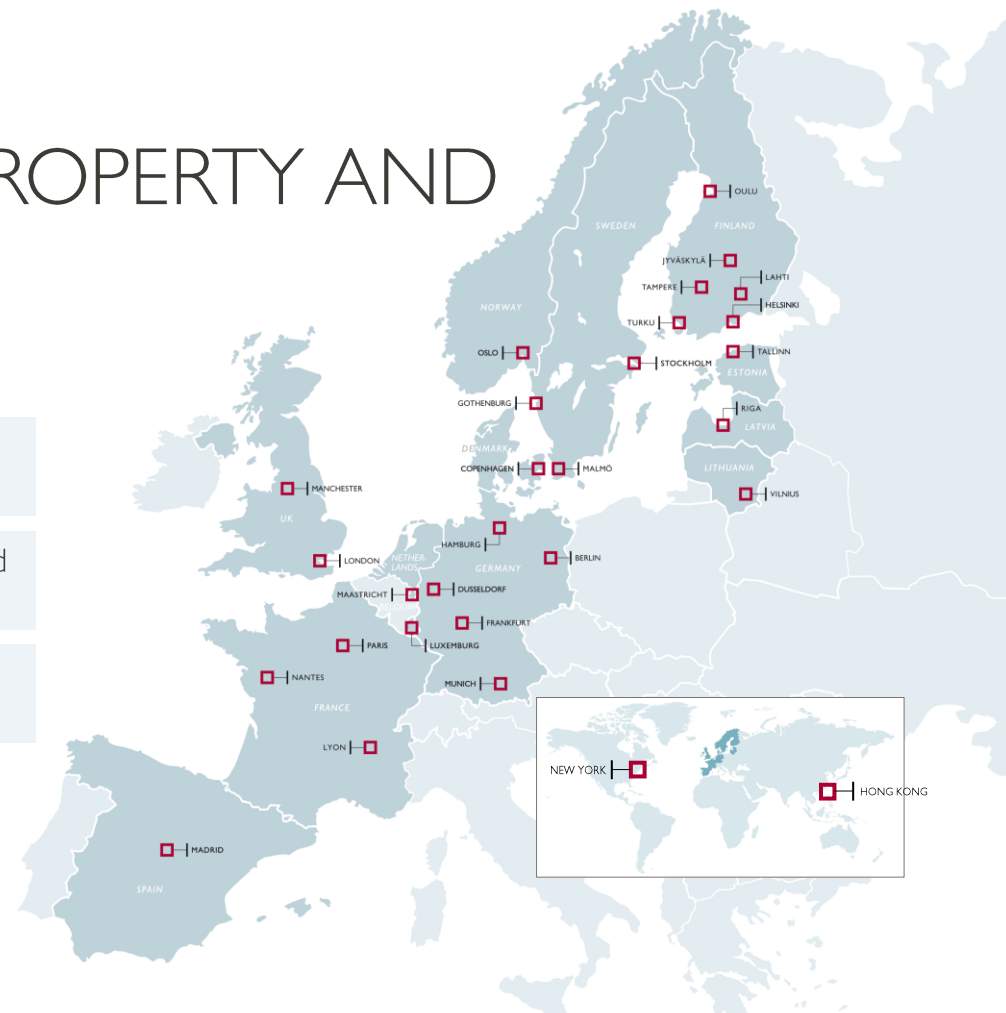 ROPERTY AND
OULU
SWEDEN
FINLAND
JYVÄSKYLÄ
LAHTI
TAMPERE
HELSINKI
NORWAY
TURKU
OSLO
TALLINN
STOCKHOLM
ESTONIA
GOTHENBURG
RIGA
LATVIA
DENMARK
COPENHAGEN
MALMÖ
LITHUANIA
MANCHESTER
VILNIUS
UK
HAMBURG
BERLIN
LONDON
NETHER-
LANDS
GERMANY
d
MAASTRICHT
DUSSELDORF
BELGIUM
FRANKFURT
PARIS
LUXEMBURG
NANTES
MUNICH
FRANCE
LYON
NEW YORK
HONG KONG
MADRID
SPAIN